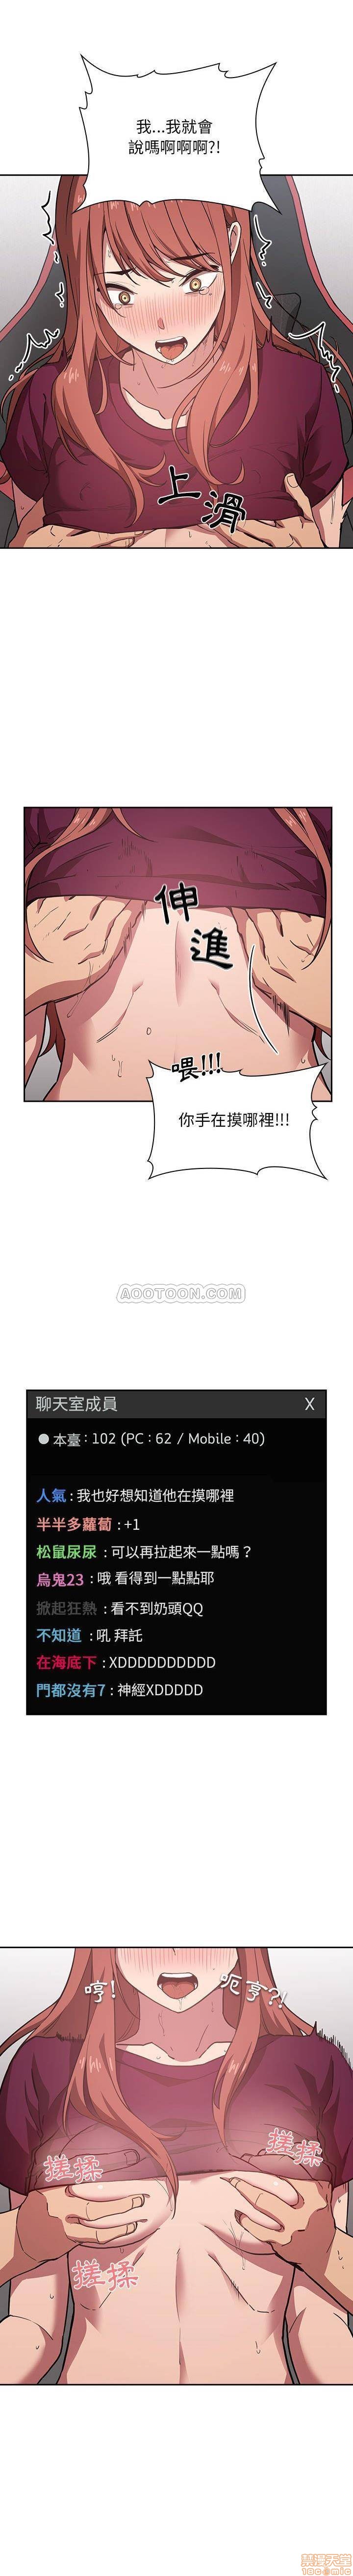 我...我就會
說嗎啊啊啊?!
上滑
伸進
喂!!!
你手在摸哪裡!!!
AOOTOON.COM
聊天室成員 X
本臺 : 102 (PC : 62 / Mobile : 40)
人氣 : 我也好想知道他在摸哪裡
半半多蘿蔔 : +1
松鼠尿尿 : 可以再拉起來一點嗎？
烏鬼23 : 哦 看得到一點點耶
掀起狂熱 : 看不到奶頭QQ
不知道 : 吼 拜託
在海底下 : XDDDDDDDDDD
門都沒有7 : 神經XDDDDD
哼!
呃哼?!
搓揉
搓揉
搓揉
禁漫天堂